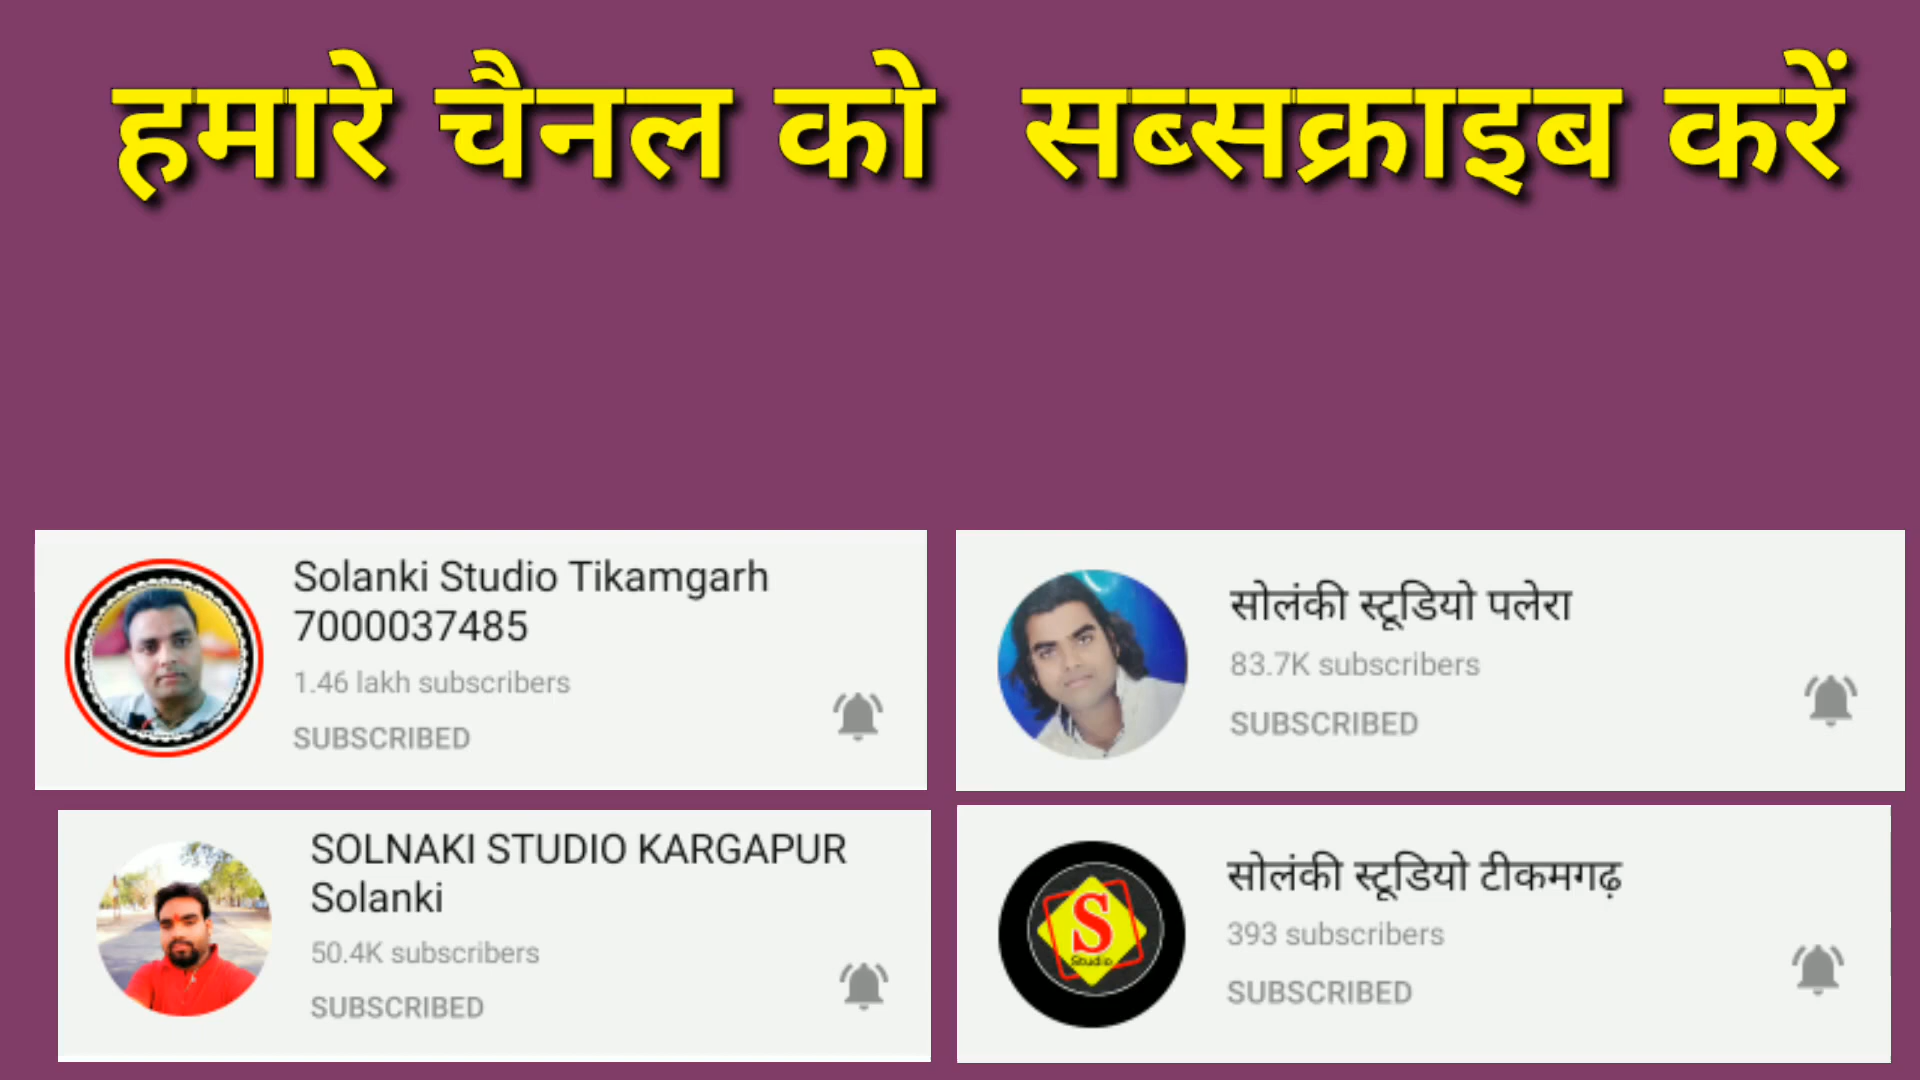 हमारे चैनल को सब्सक्राइब करें
Solanki Studio Tikamgarh
7000037485
1.46 lakh subscribers
SUBSCRIBED
सोलंकी स्टूडियो पलेरा
83.7K subscribers
SUBSCRIBED
SOLNAKI STUDIO KARGAPUR
Solanki
50.4K subscribers
SUBSCRIBED
S
Studio
सोलंकी स्टूडियो टीकमगढ़
393 subscribers
SUBSCRIBED